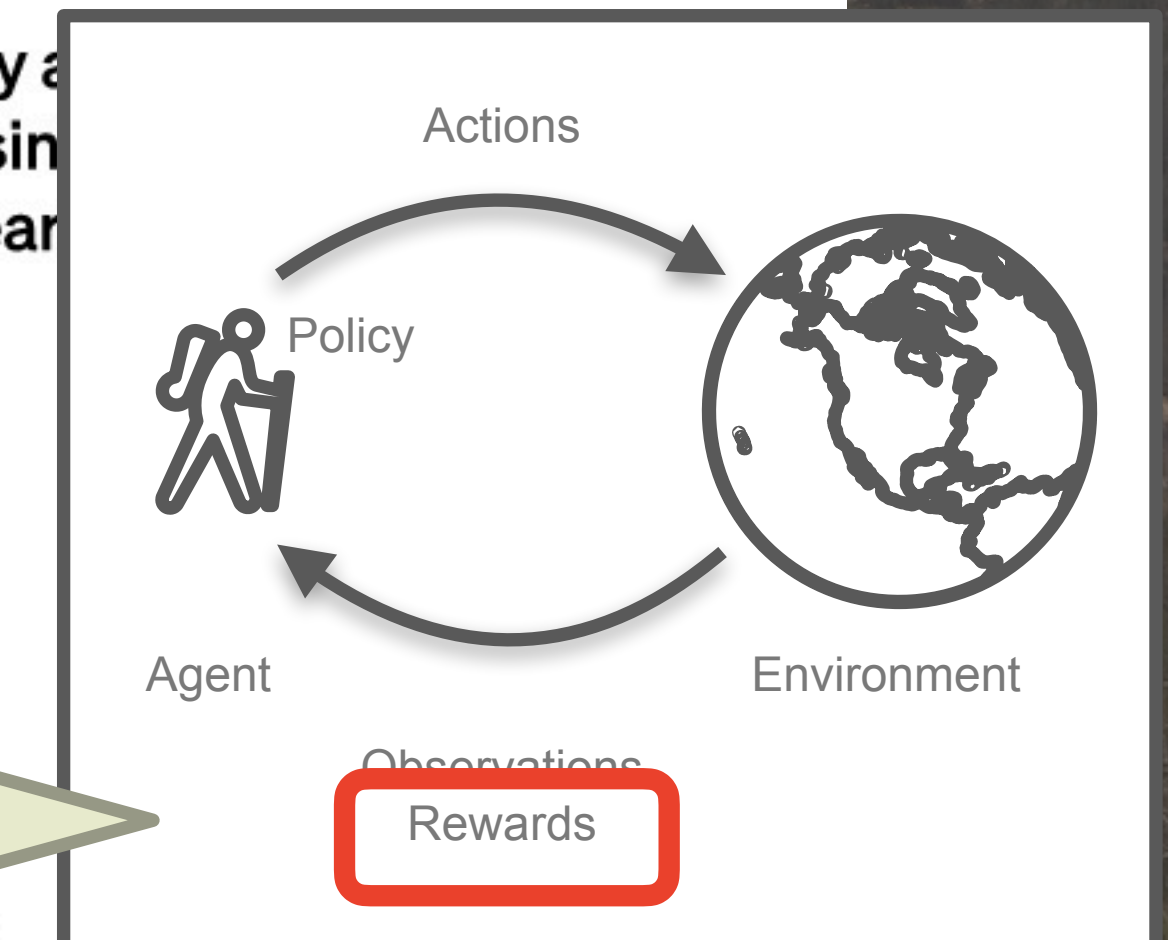 Actions
Policy
Agent
Environment
Observations
Rewards